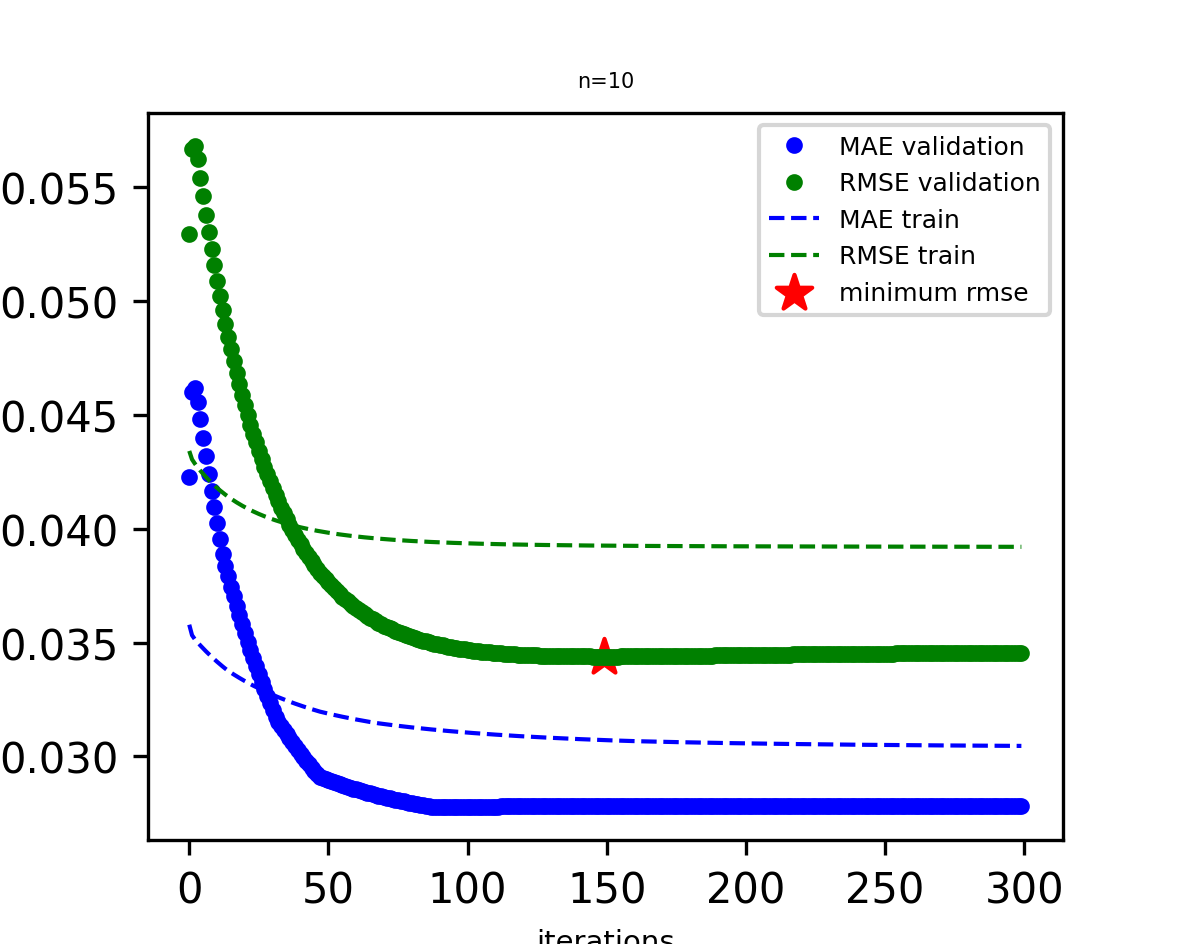 n=10
MAE validation
RMSE validation
MAE train
RMSE train
minimum rmse
0.055
0.050
0.045
0.040
0.035
0.030
0 50 100 150 200 250 300
iterations